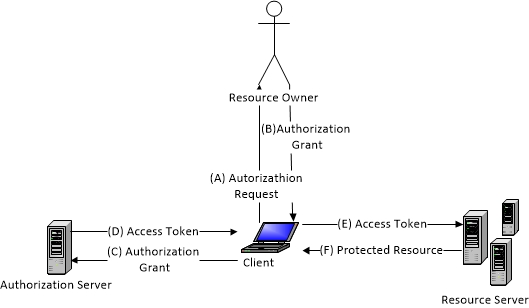 Resource Owner
(B)Authorization
Grant
(A) Autorizathion
Request
(D) Access Token
(E) Access Token
(C) Authorization
Grant
(F) Protected Resource
Client
Authorization Server
Resource Server